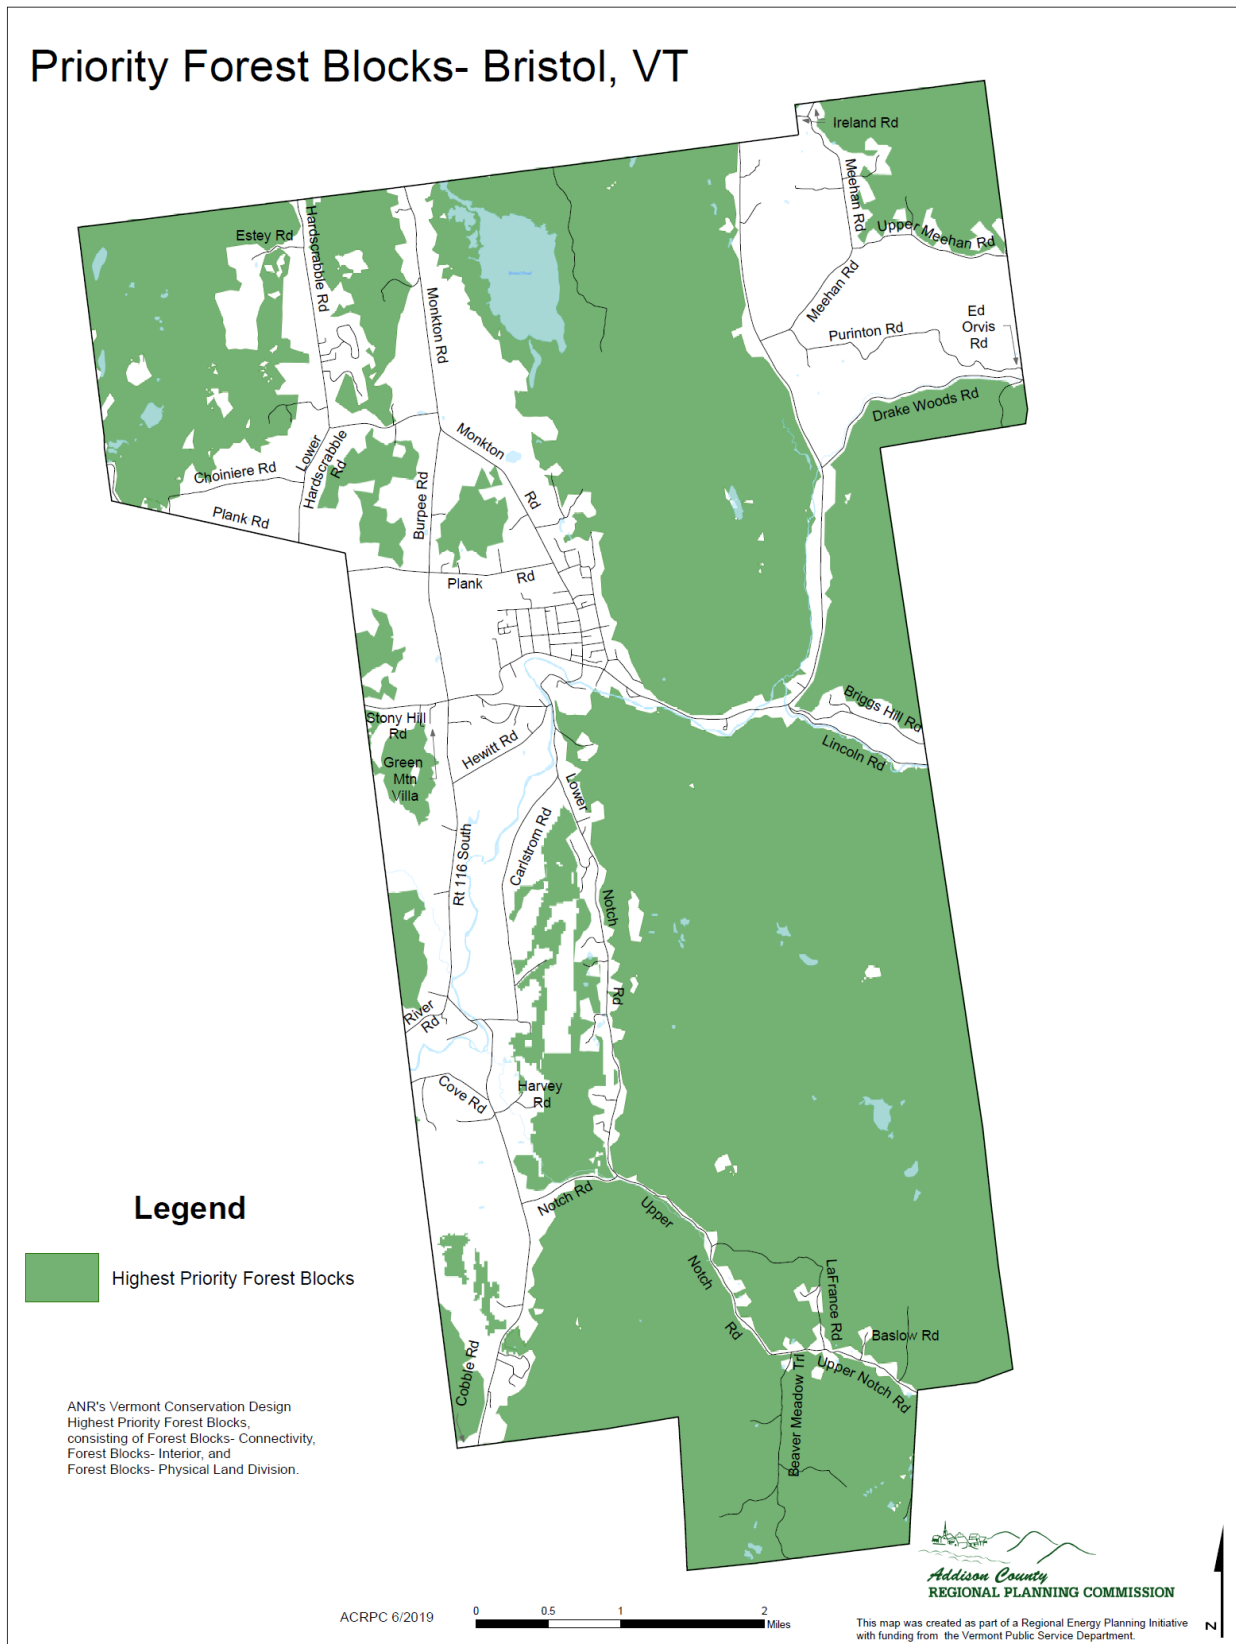 Priority Forest Blocks- Bristol, VT
Ireland Rd
Meehan Rd
Upper Meehan Rd
Estey Rd
Hardscrabble Rd
Monkton Rd
Meehan Rd
Purinton Rd
Ed
Orvis
Rd
Drake Woods Rd
Monkton
Rd
Lower
Hardscrabble
Rd
Choiniere Rd
Burpee Rd
Plank Rd
Plank
Rd
Stony Hill
Rd
Green
Mtn
Villa
Hewitt Rd
Briggs Hill Rd
Lincoln Rd
Lower
Notch
Rd
Carlstrom Rd
Rt 116 South
River
Rd
Cove Rd
Harvey
Rd
Notch Rd
Upper
Notch
Rd
LaFrance Rd
Baslow Rd
Upper Notch Rd
Beaver Meadow Trl
Cobble Rd
Legend
Highest Priority Forest Blocks
ANR's Vermont Conservation Design
Highest Priority Forest Blocks,
consisting of Forest Blocks- Connectivity,
Forest Blocks- Interior, and
Forest Blocks- Physical Land Division.
ACRPC 6/2019
0 0.5 1 2
Miles
Addison County
REGIONAL PLANNING COMMISSION
This map was created as part of a Regional Energy Planning Initiative
with funding from the Vermont Public Service Department.
N